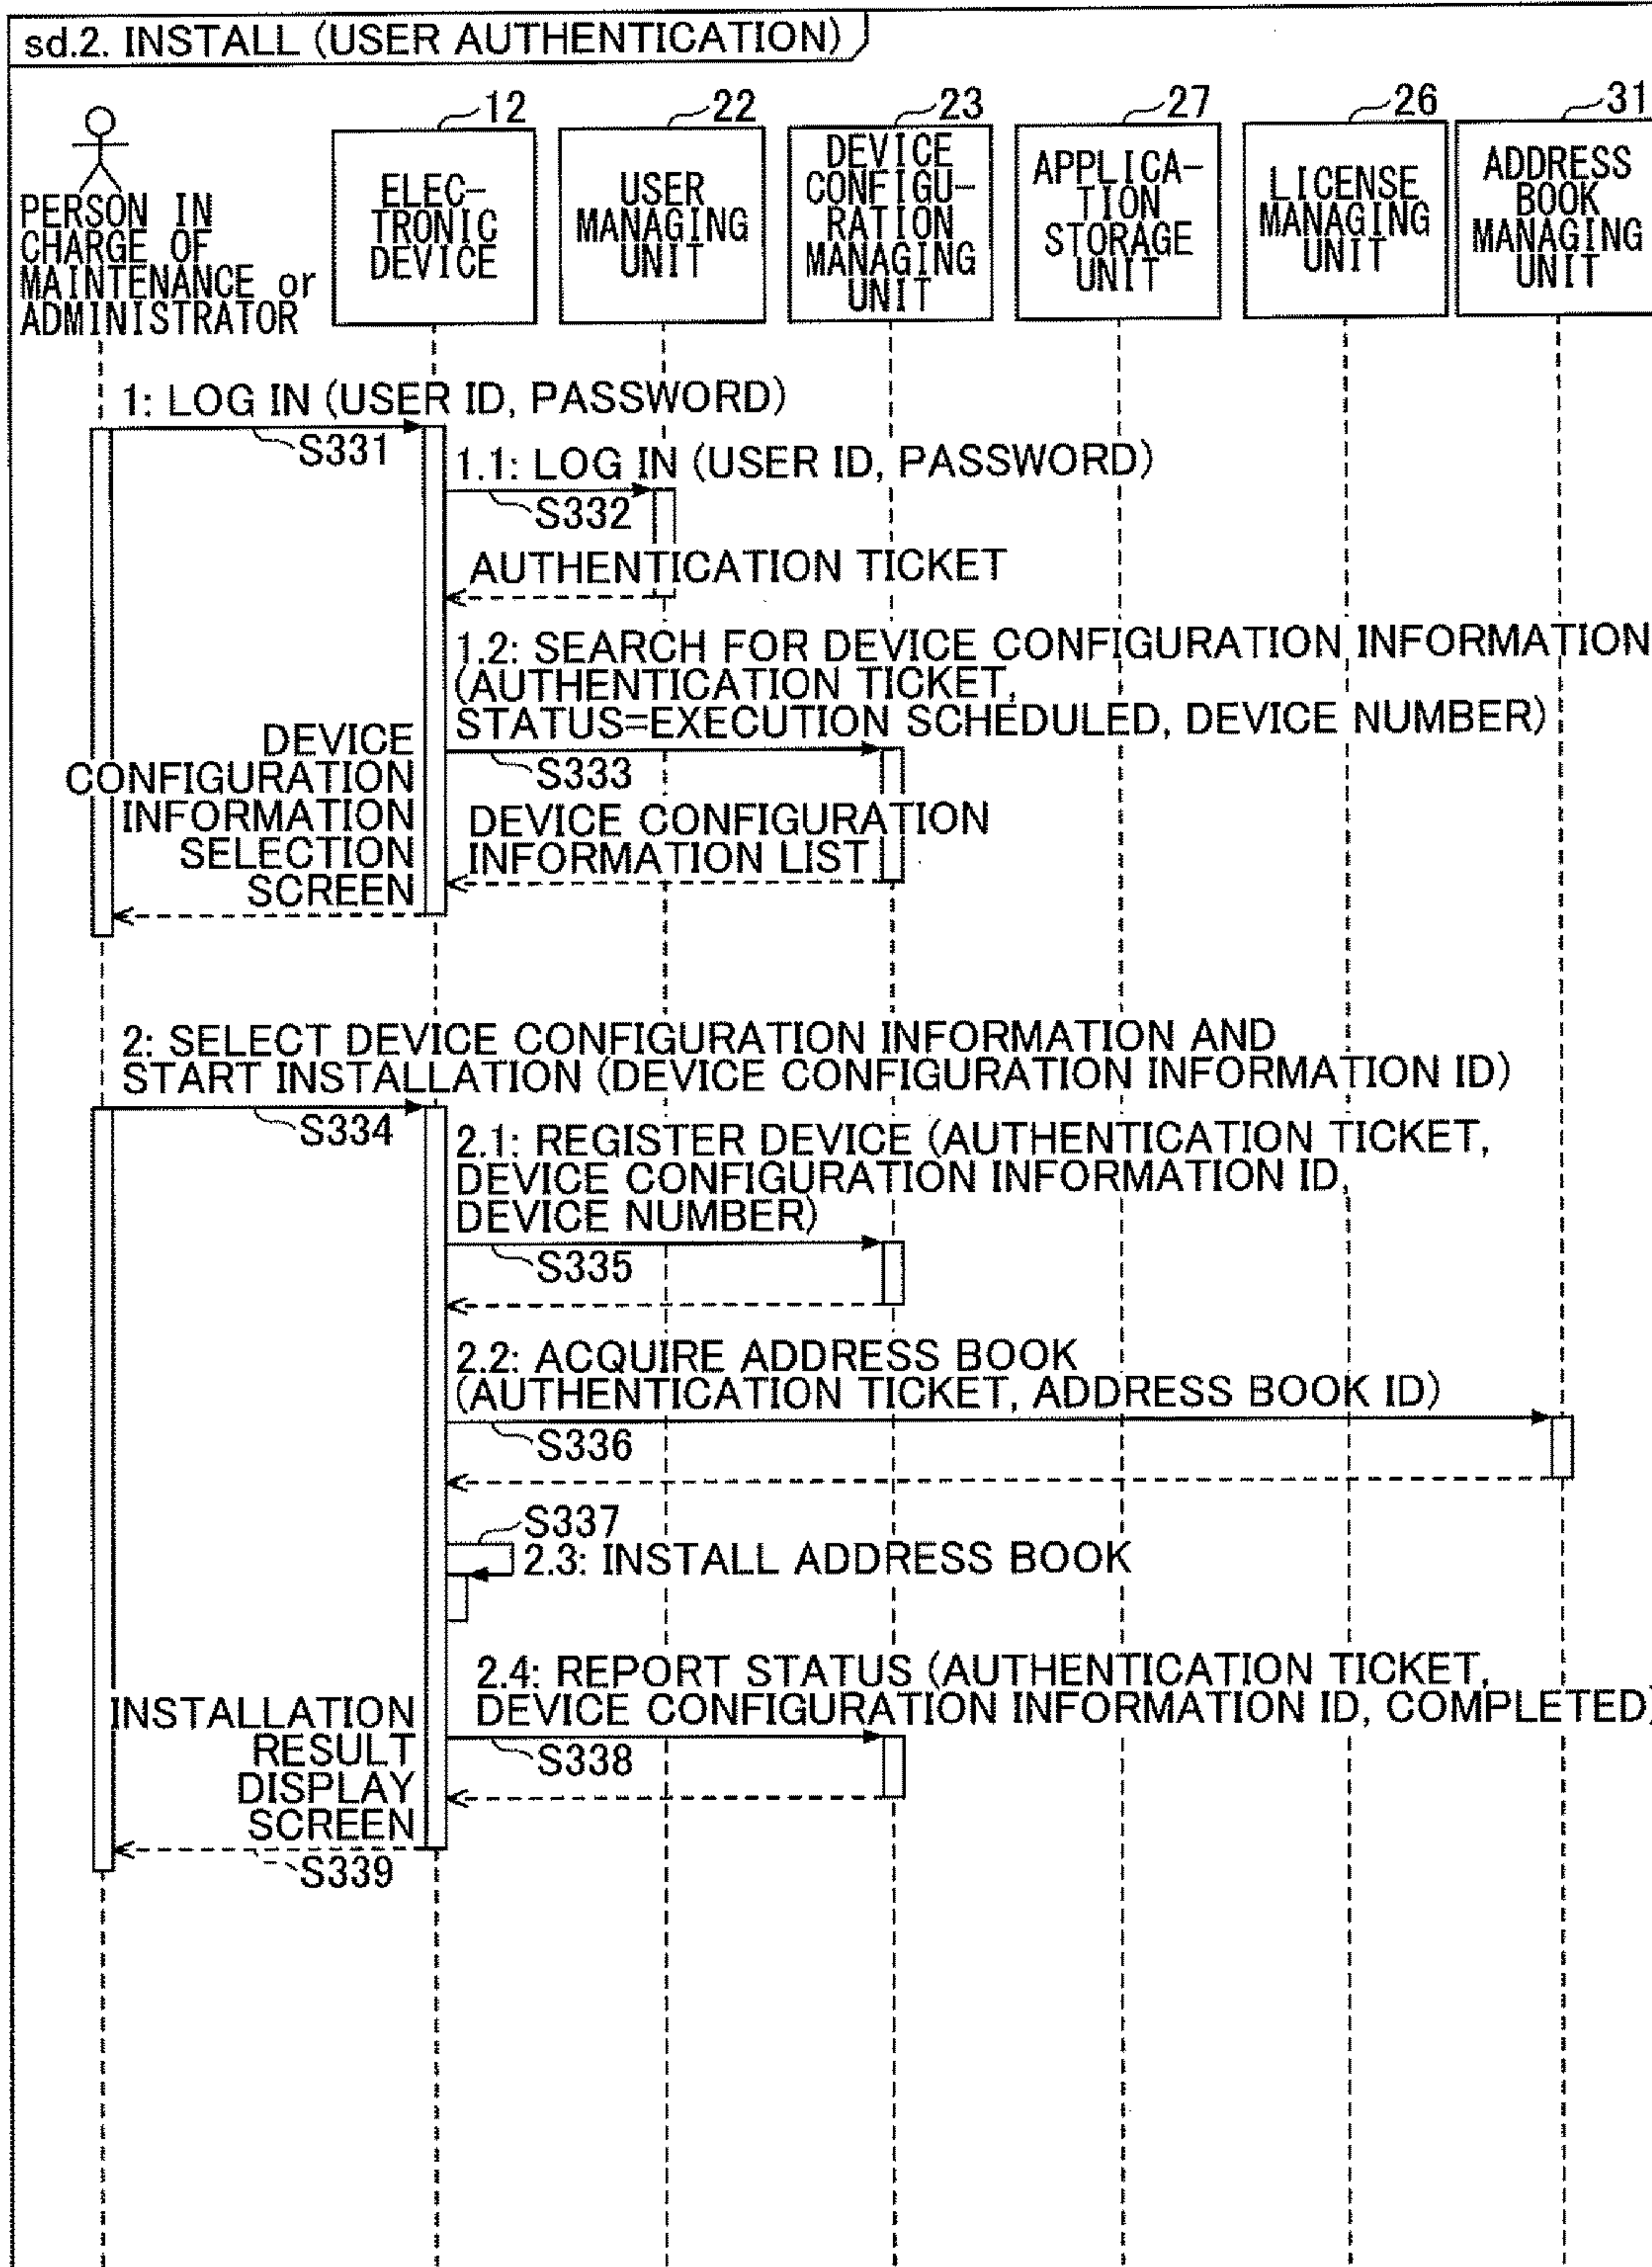 sd.2. INSTALL (USER AUTHENTICATION)
12
22
23
27
26
31
PERSON IN
CHARGE OF
MAINTENANCE or
ADMINISTRATOR
ELEC-
TRONIC
DEVICE
USER
MANAGING
UNIT
DEVICE
CONFIGU-
RATION
MANAGING
UNIT
APPLICA-
TION
STORAGE
UNIT
LICENSE
MANAGING
UNIT
ADDRESS
BOOK
MANAGING
UNIT
1: LOG IN (USER ID, PASSWORD)
S331
1.1: LOG IN (USER ID, PASSWORD)
S332
AUTHENTICATION TICKET
1.2: SEARCH FOR DEVICE CONFIGURATION INFORMATION
(AUTHENTICATION TICKET,
STATUS=EXECUTION SCHEDULED, DEVICE NUMBER)
S333
DEVICE CONFIGURATION
INFORMATION LIST
DEVICE
CONFIGURATION
INFORMATION
SELECTION
SCREEN
2: SELECT DEVICE CONFIGURATION INFORMATION AND
START INSTALLATION (DEVICE CONFIGURATION INFORMATION ID)
S334
2.1: REGISTER DEVICE (AUTHENTICATION TICKET,
DEVICE CONFIGURATION INFORMATION ID,
DEVICE NUMBER)
S335
2.2: ACQUIRE ADDRESS BOOK
(AUTHENTICATION TICKET, ADDRESS BOOK ID)
S336
S337
2.3: INSTALL ADDRESS BOOK
2.4: REPORT STATUS (AUTHENTICATION TICKET,
DEVICE CONFIGURATION INFORMATION ID, COMPLETED)
S338
INSTALLATION
RESULT
DISPLAY
SCREEN
S339